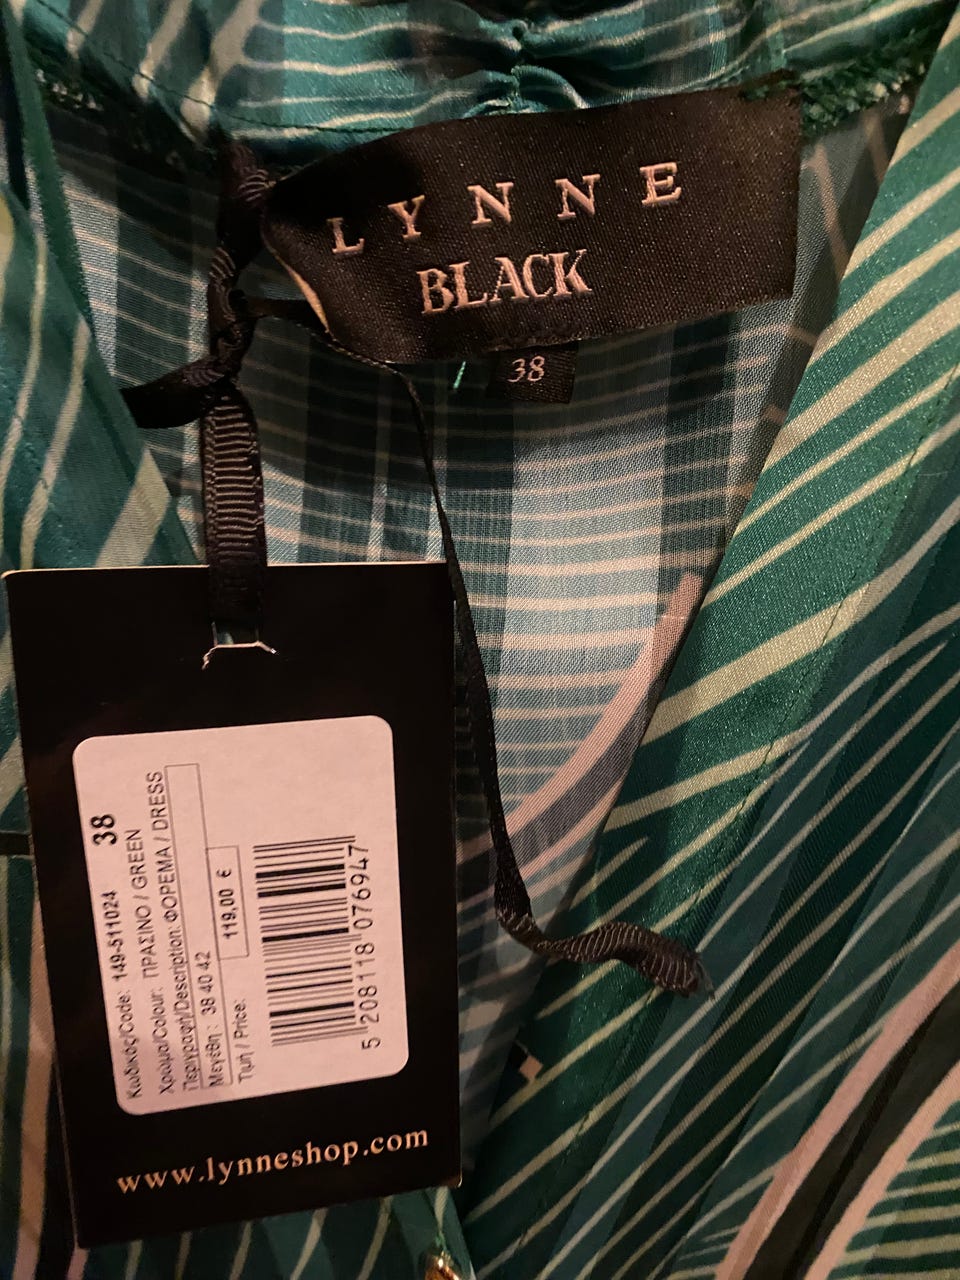 LYNNE
BLACK
38
Κωδικός/Code: 149-511024 38
Χρώμα/Colour: ΠΡΑΣΙΝΟ / GREEN
Περιγραφή/Description: ΦΟΡΕΜΑ / DRESS
Μεγέθη : 38 40 42
Τιμή / Price: 119,00 €
5 208118 076947
www.lynneshop.com